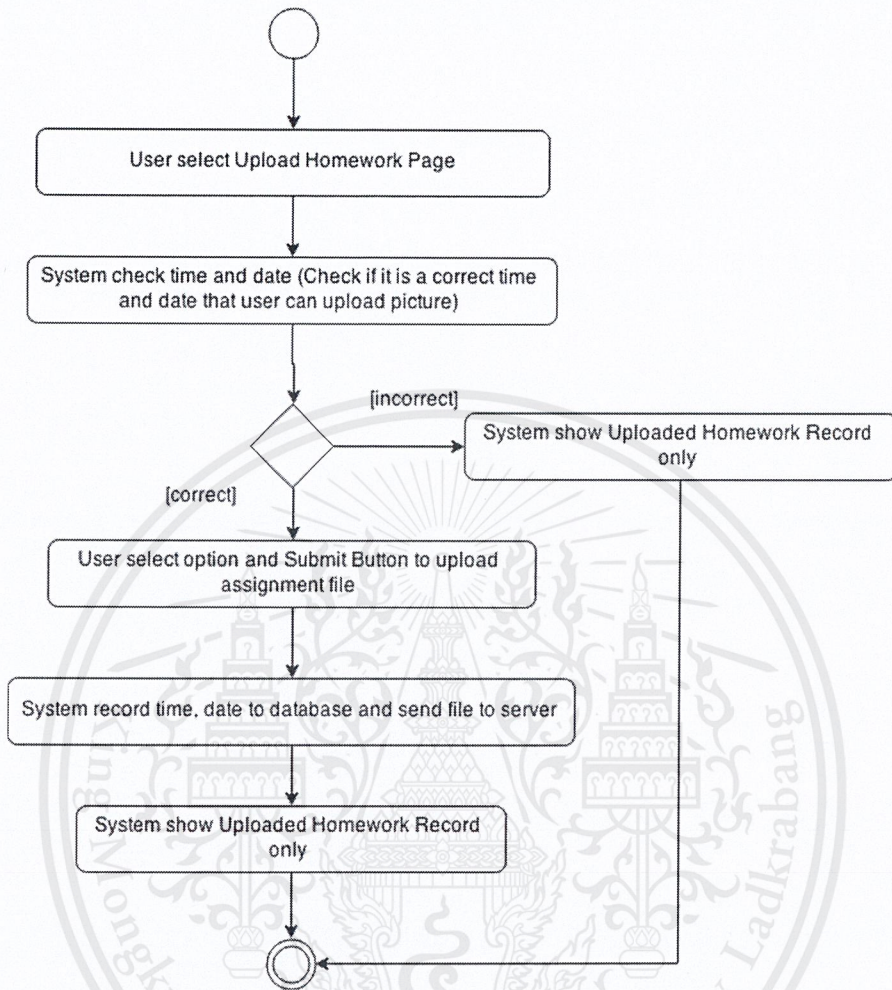 User select Upload Homework Page
System check time and date (Check if it is a correct time
and date that user can upload picture)
[incorrect]
System show Uploaded Homework Record
only
[correct]
User select option and Submit Button to upload
assignment file
System record time, date to database and send file to server
System show Uploaded Homework Record
only
Ladkrabang